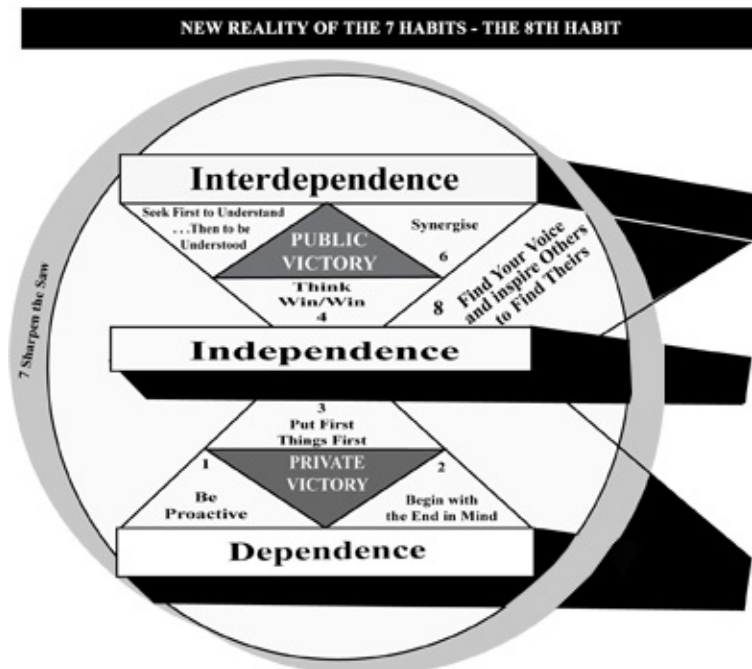 NEW REALITY OF THE 7 HABITS - THE 8TH HABIT
Interdependence
Seek First to Understand
. . .Then to be
Understood
PUBLIC
VICTORY
Synergise
6
Think
Win/Win
4
8
Find Your Voice
and inspire Others
to Find Theirs
7 Sharpen the Saw
Independence
3
Put First
Things First
1
Be
Proactive
PRIVATE
VICTORY
2
Begin with
the End in Mind
Dependence